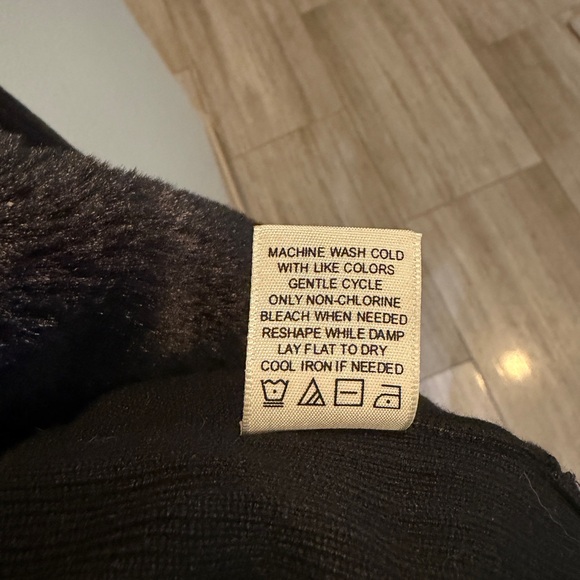 MACHINE WASH COLD
WITH LIKE COLORS
GENTLE CYCLE
ONLY NON-CHLORINE
BLEACH WHEN NEEDED
RESHAPE WHILE DAMP
LAY FLAT TO DRY
COOL IRON IF NEEDED